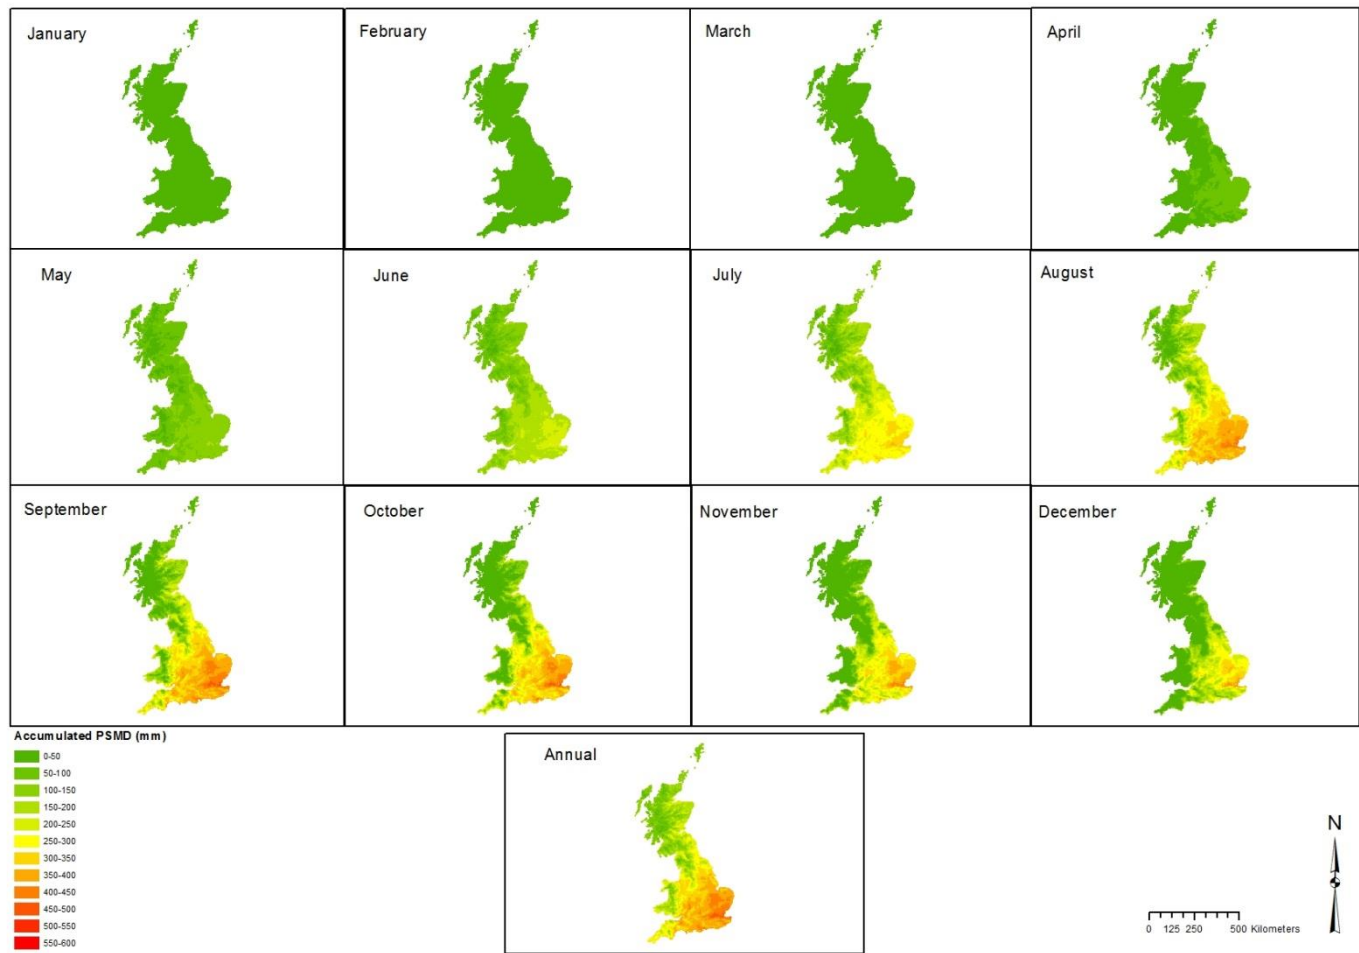 January
February
March
April
May
June
July
August
September
October
November
December
Accumulated PSMD (mm)
0-50
50-100
100-150
150-200
200-250
250-300
300-350
350-400
400-450
450-500
500-550
550-600
Annual
N
0 125 250 500 Kilometers